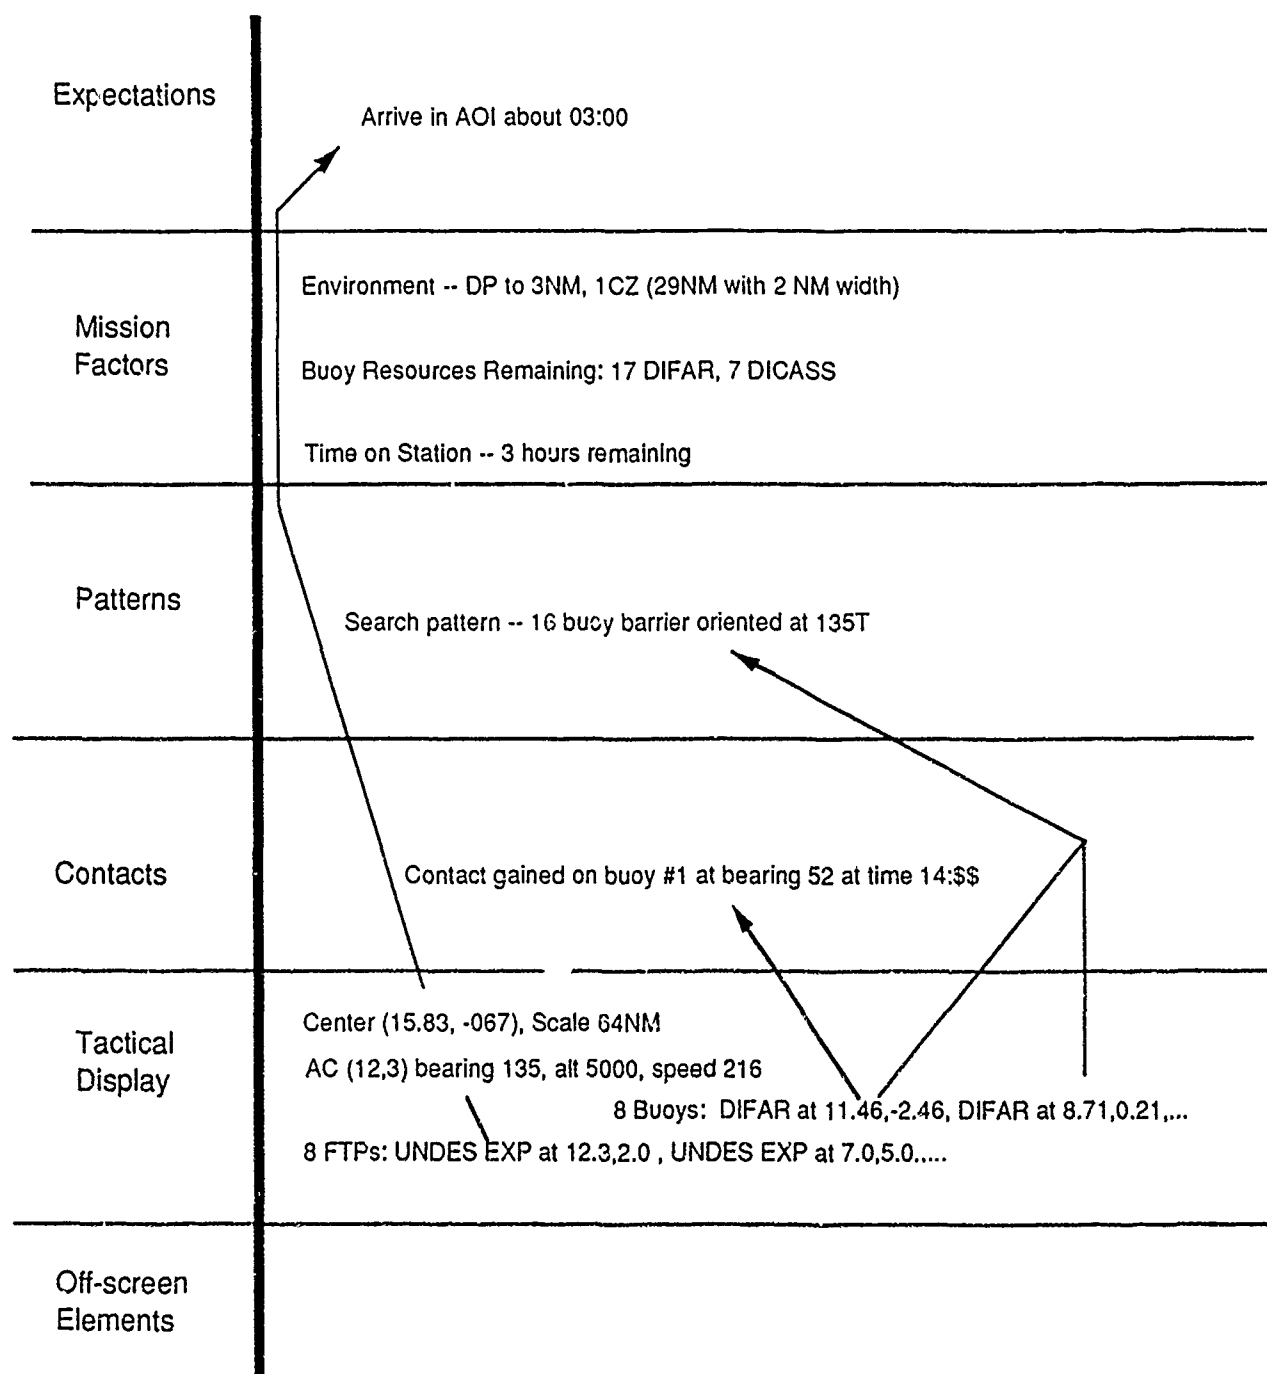 Expectations
Arrive in AOI about 03:00
Environment -- DP to 3NM, 1CZ (29NM with 2 NM width)
Mission
Factors
Buoy Resources Remaining: 17 DIFAR, 7 DICASS
Time on Station -- 3 hours remaining
Patterns
Search pattern -- 16 buoy barrier oriented at 135T
Contacts
Contact gained on buoy #1 at bearing 52 at time 14:$$
Tactical
Display
Center (15.83, -067), Scale 64NM
AC (12,3) bearing 135, alt 5000, speed 216
8 Buoys: DIFAR at 11.46,-2.46, DIFAR at 8.71,0.21,...
8 FTPs: UNDES EXP at 12.3,2.0 , UNDES EXP at 7.0,5.0.....
Off-screen
Elements